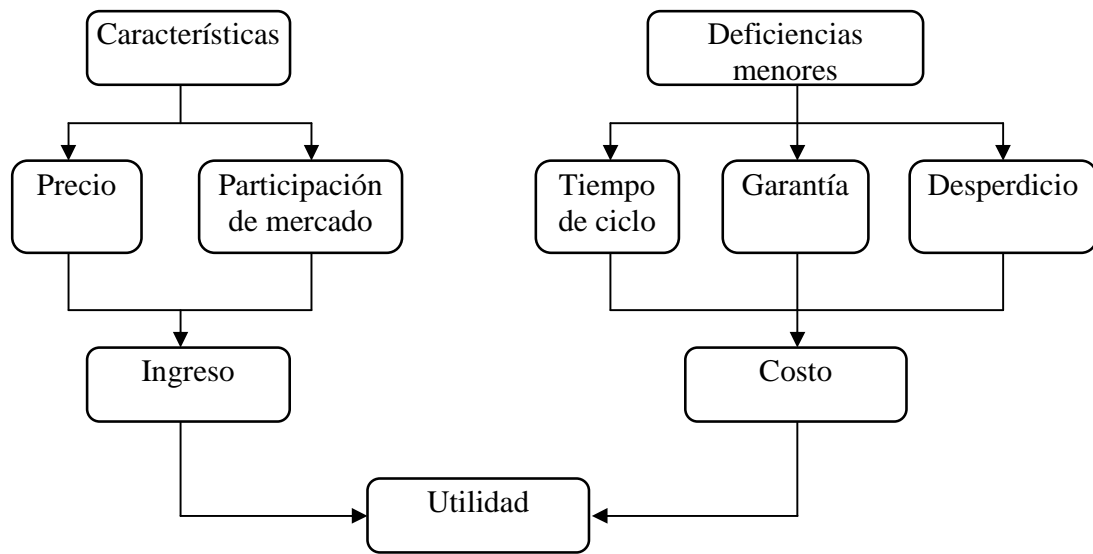 Características
Deficiencias
menores
Precio
Participación
de mercado
Tiempo
de ciclo
Garantía
Desperdicio
Ingreso
Costo
Utilidad